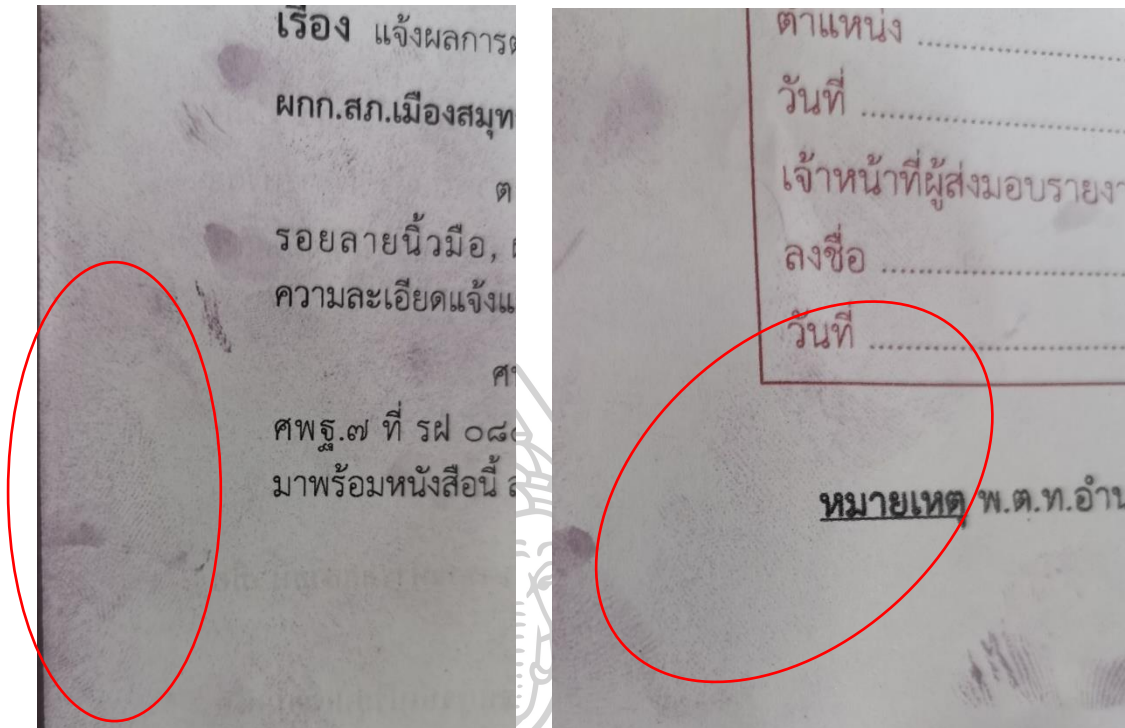 เรื่อง แจ้งผลการต
ผกก.สภ.เมืองสมุท
ต
รอยลายนิ้วมือ,
ความละเอียดแจ้งแ
ศ
ศพฐ.๗ ที่ รฝ ๐๘๘
มาพร้อมหนังสือนี้
ตำแหน่ง
วันที่
เจ้าหน้าที่ผู้ส่งมอบรายงา
ลงชื่อ
วันที่
หมายเหตุ พ.ต.ท.อำน